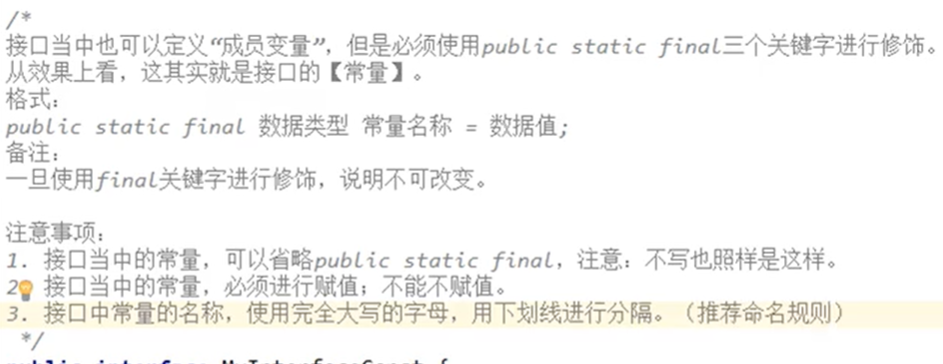 /*
接口当中也可以定义“成员变量”，但是必须使用public static final三个关键字进行修饰。
从效果上看，这其实就是接口的【常量】。
格式：
public static final 数据类型 常量名称 = 数据值;
备注：
一旦使用final关键字进行修饰，说明不可改变。
注意事项：
1. 接口当中的常量，可以省略public static final，注意：不写也照样是这样。
2. 接口当中的常量，必须进行赋值；不能不赋值。
3. 接口中常量的名称，使用完全大写的字母，用下划线进行分隔。（推荐命名规则）
*/